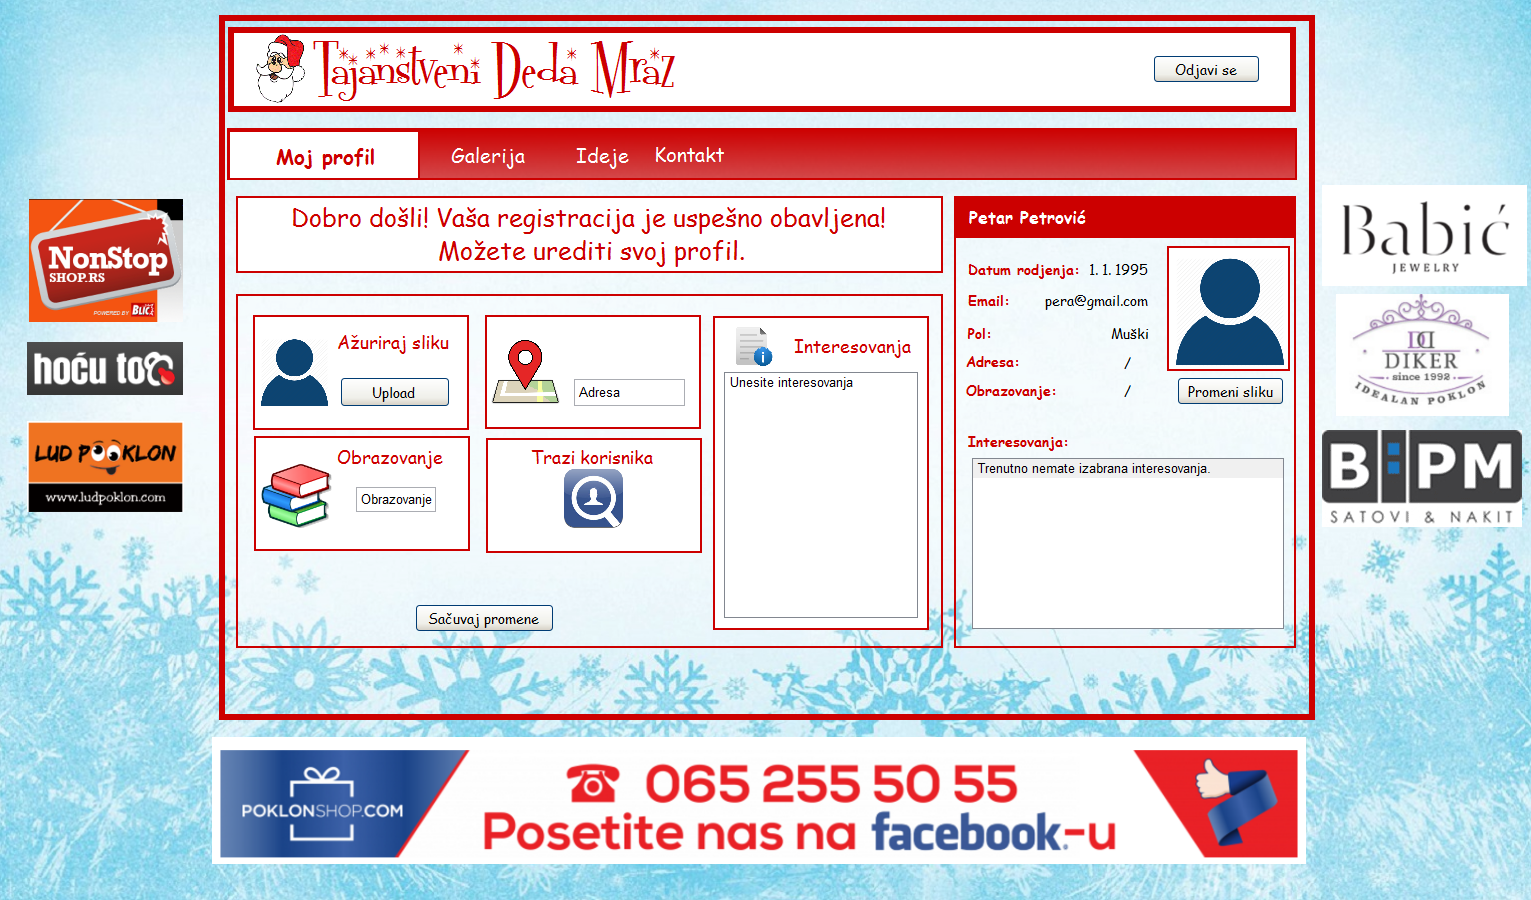 Tajanstveni Deda Mraz
Odjavi se
Moj profil
Galerija
Ideje
Kontakt
Dobro došli! Vaša registracija je uspešno obavljena!
Možete urediti svoj profil.
Ažuriraj sliku
Upload
Adresa
Obrazovanje
Obrazovanje
Trazi korisnika
Interesovanja
Unesite interesovanja
Sačuvaj promene
Petar Petrović
Datum rodjenja: 1. 1. 1995
Email: pera@gmail.com
Pol: Muški
Adresa: /
Obrazovanje: /
Promeni sliku
Interesovanja:
Trenutno nemate izabrana interesovanja.
NonStop
SHOP.RS
POWERED BY BLIC
hoću to
LUD POOKLON
www.ludpoklon.com
Babić
JEWELRY
DD
DIKER
since 1992
IDEALAN POKLON
B:PM
SATOVI & NAKIT
POKLONSHOP.COM
065 255 50 55
Posetite nas na facebook-u